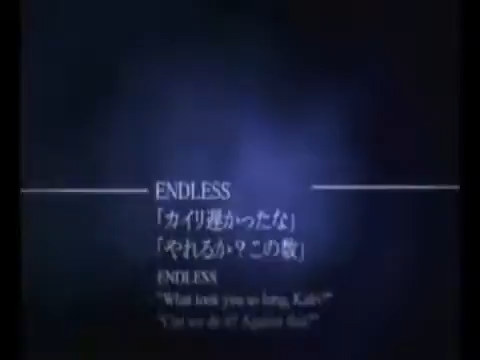 ENDLESS
「カイリ遅かったな」
「やれるか？この数」
ENDLESS
"What took you so long, Kairi?"
"Can we do it? Against that?"